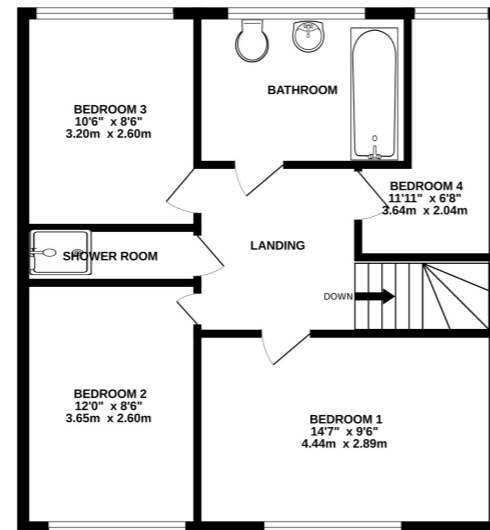 BEDROOM 3
10'6" x 8'6"
3.20m x 2.60m
BATHROOM
BEDROOM 4
11'11" x 6'8"
3.64m x 2.04m
SHOWER ROOM
LANDING
DOWN
BEDROOM 2
12'0" x 8'6"
3.65m x 2.60m
BEDROOM 1
14'7" x 9'6"
4.44m x 2.89m